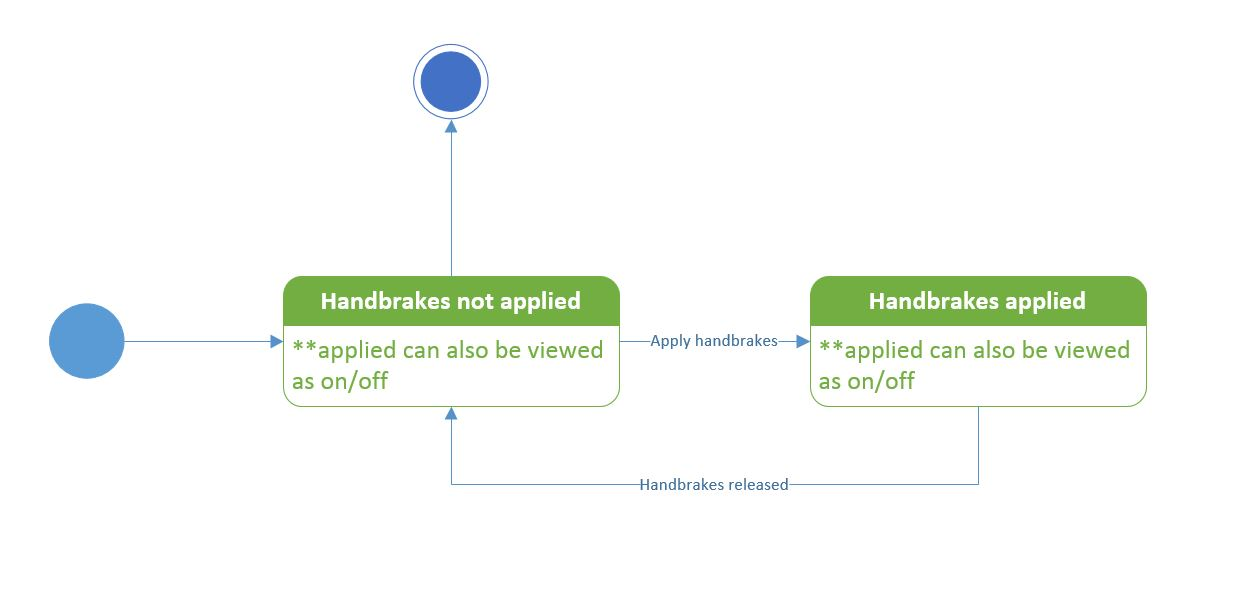 Handbrakes not applied
**applied can also be viewed
as on/off
Apply handbrakes
Handbrakes applied
**applied can also be viewed
as on/off
Handbrakes released